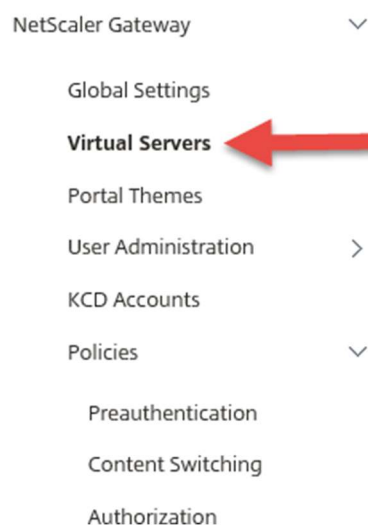 NetScaler Gateway
Global Settings
Virtual Servers
Portal Themes
User Administration
KCD Accounts
Policies
Preauthentication
Content Switching
Authorization